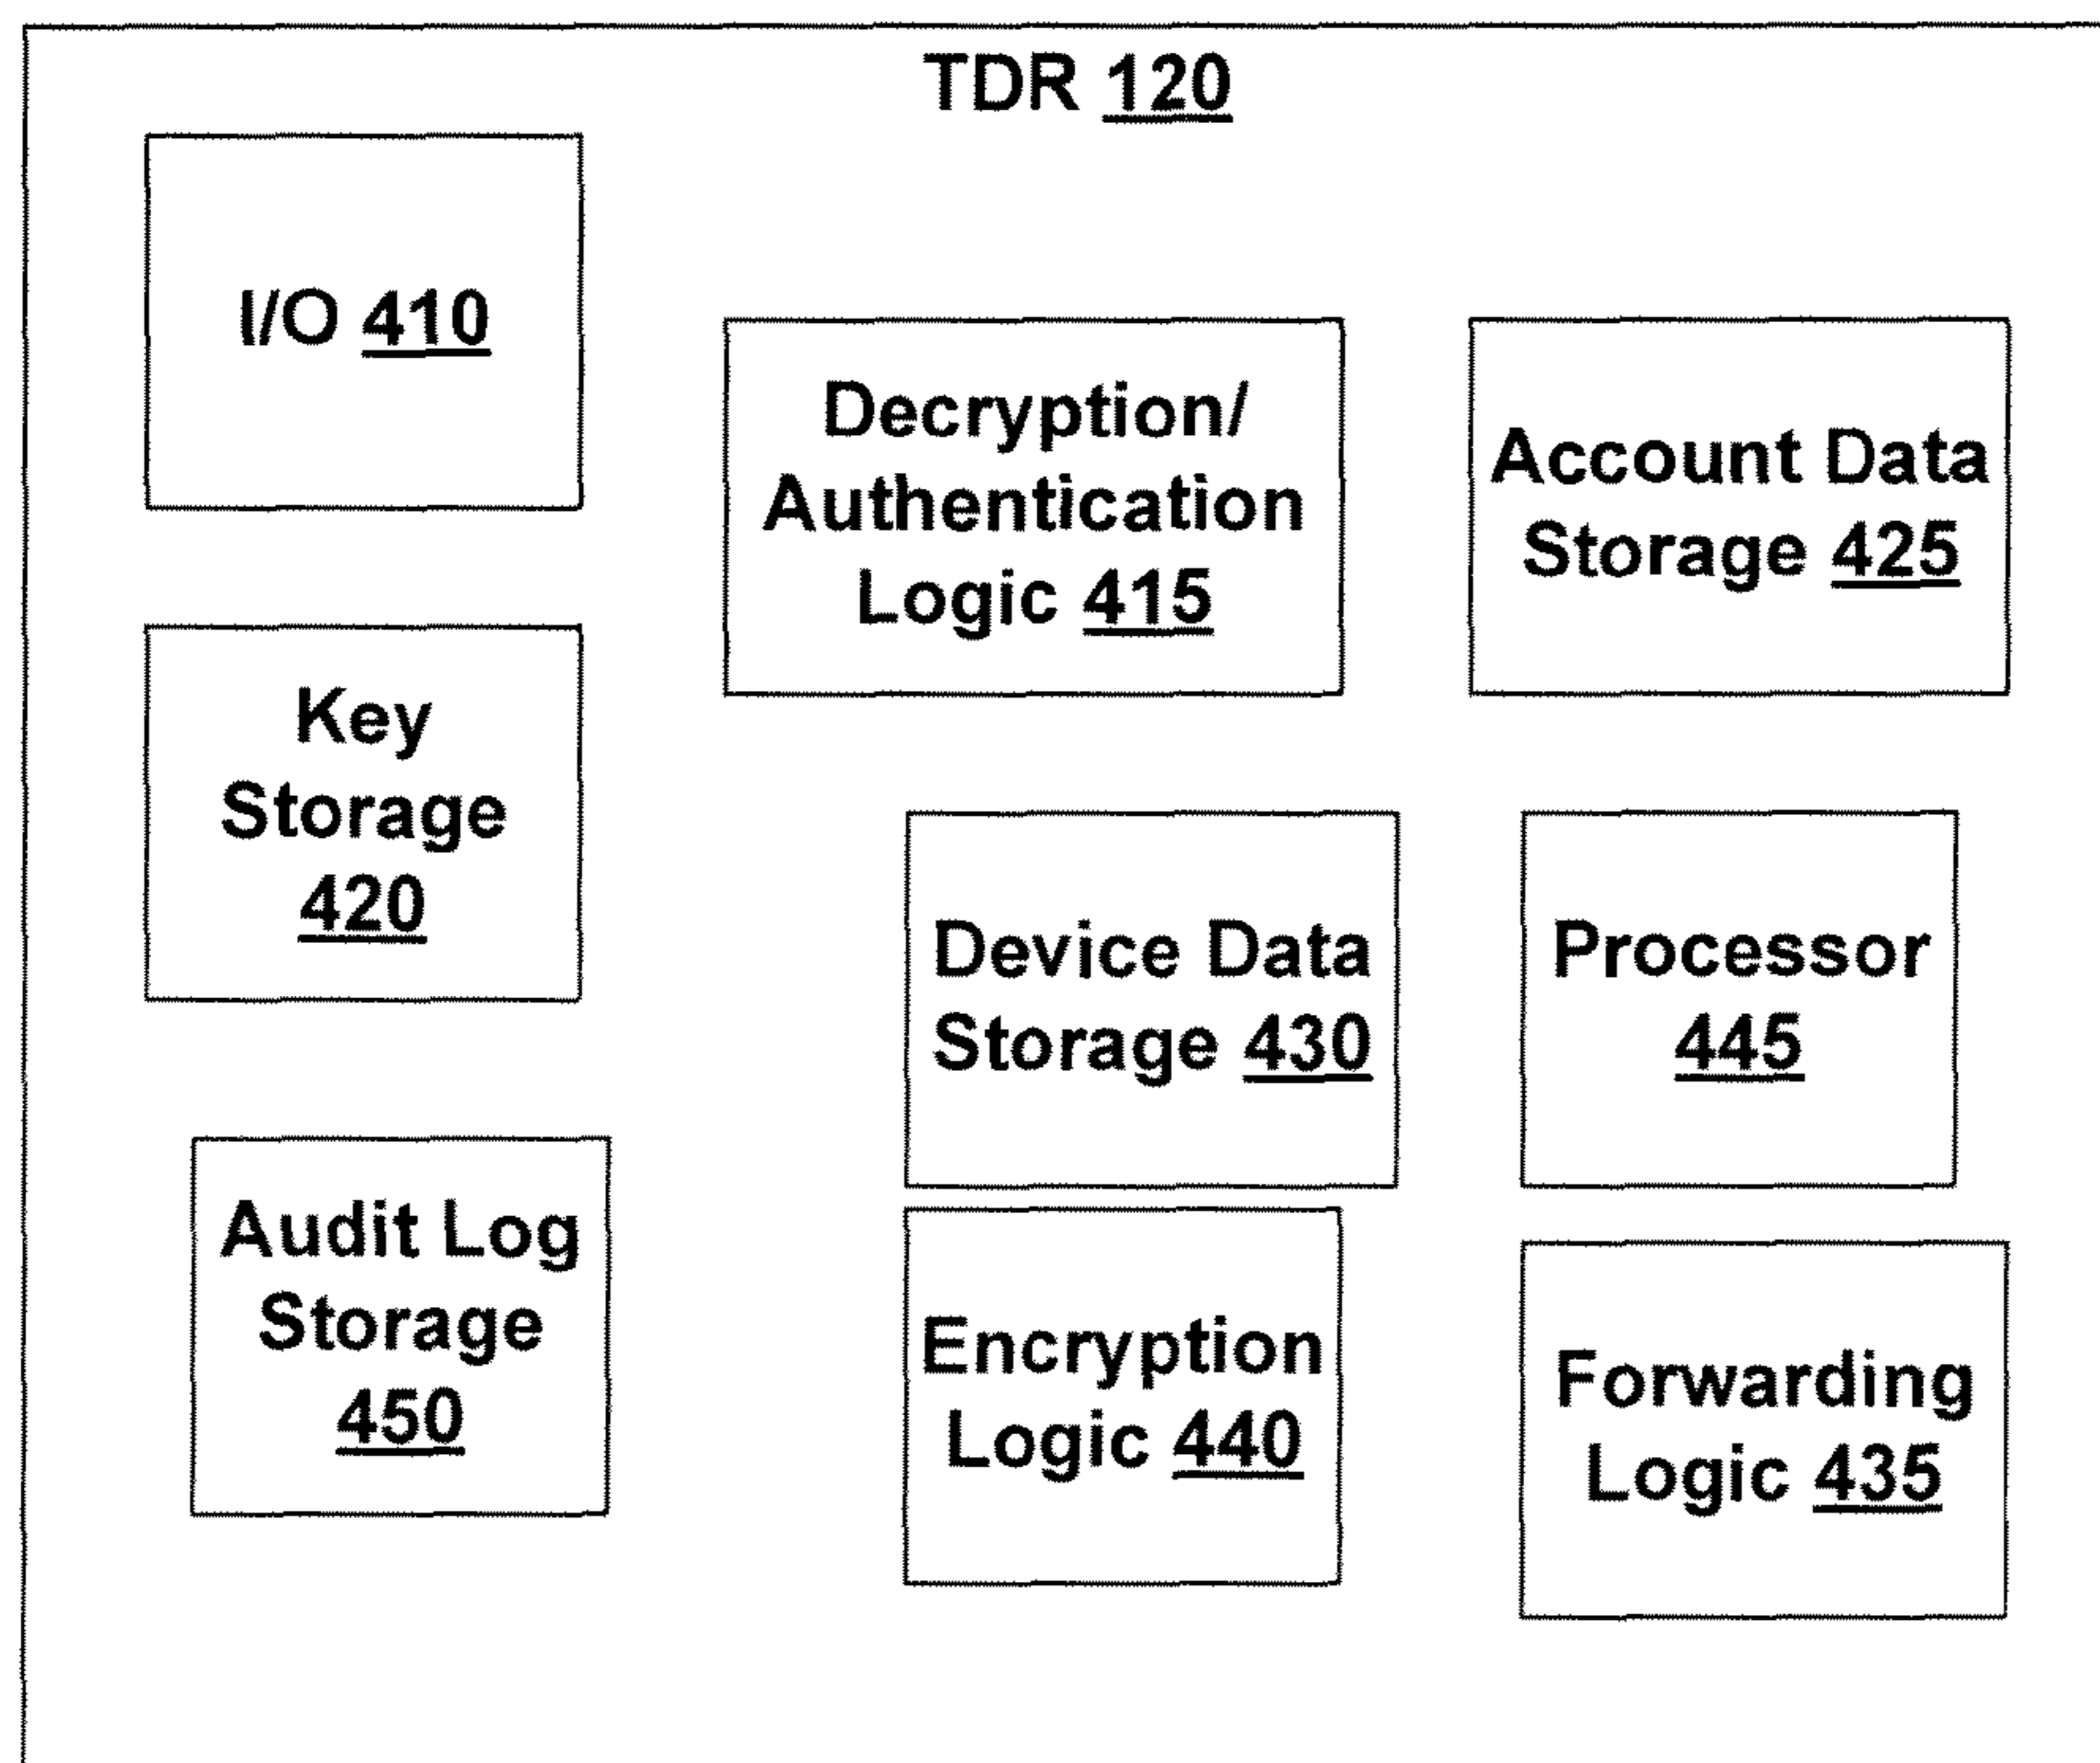 TDR 120
I/O 410
Decryption/
Authentication
Logic 415
Account Data
Storage 425
Key
Storage
420
Device Data
Storage 430
Processor
445
Audit Log
Storage
450
Encryption
Logic 440
Forwarding
Logic 435